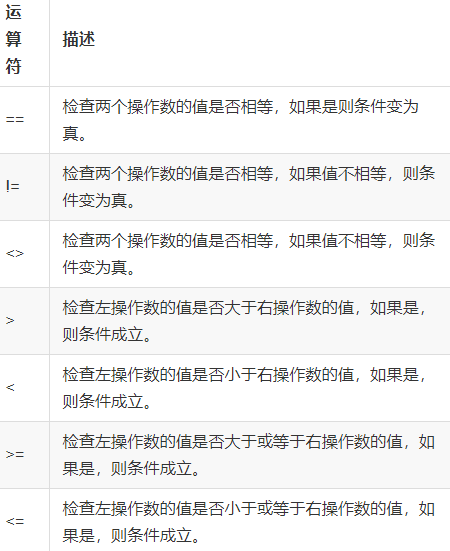 运
算
符
描述
==
检查两个操作数的值是否相等，如果是则条件变为
真。
!=
检查两个操作数的值是否相等，如果值不相等，则条
件变为真。
<>
检查两个操作数的值是否相等，如果值不相等，则条
件变为真。
>
检查左操作数的值是否大于右操作数的值，如果是，
则条件成立。
<
检查左操作数的值是否小于右操作数的值，如果是，
则条件成立。
>=
检查左操作数的值是否大于或等于右操作数的值，如
果是，则条件成立。
<=
检查左操作数的值是否小于或等于右操作数的值，如
果是，则条件成立。